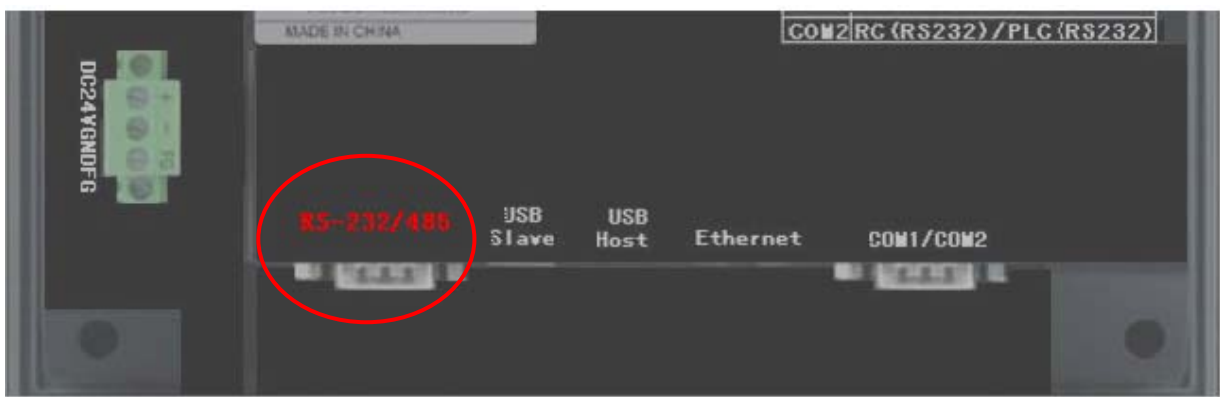 MADE IN CHINA
COM2 RC(RS232)/PLC(RS232)
DC24VGNDFG
+
-
FG
RS-232/485
USB Slave
USB Host
Ethernet
COM1/COM2